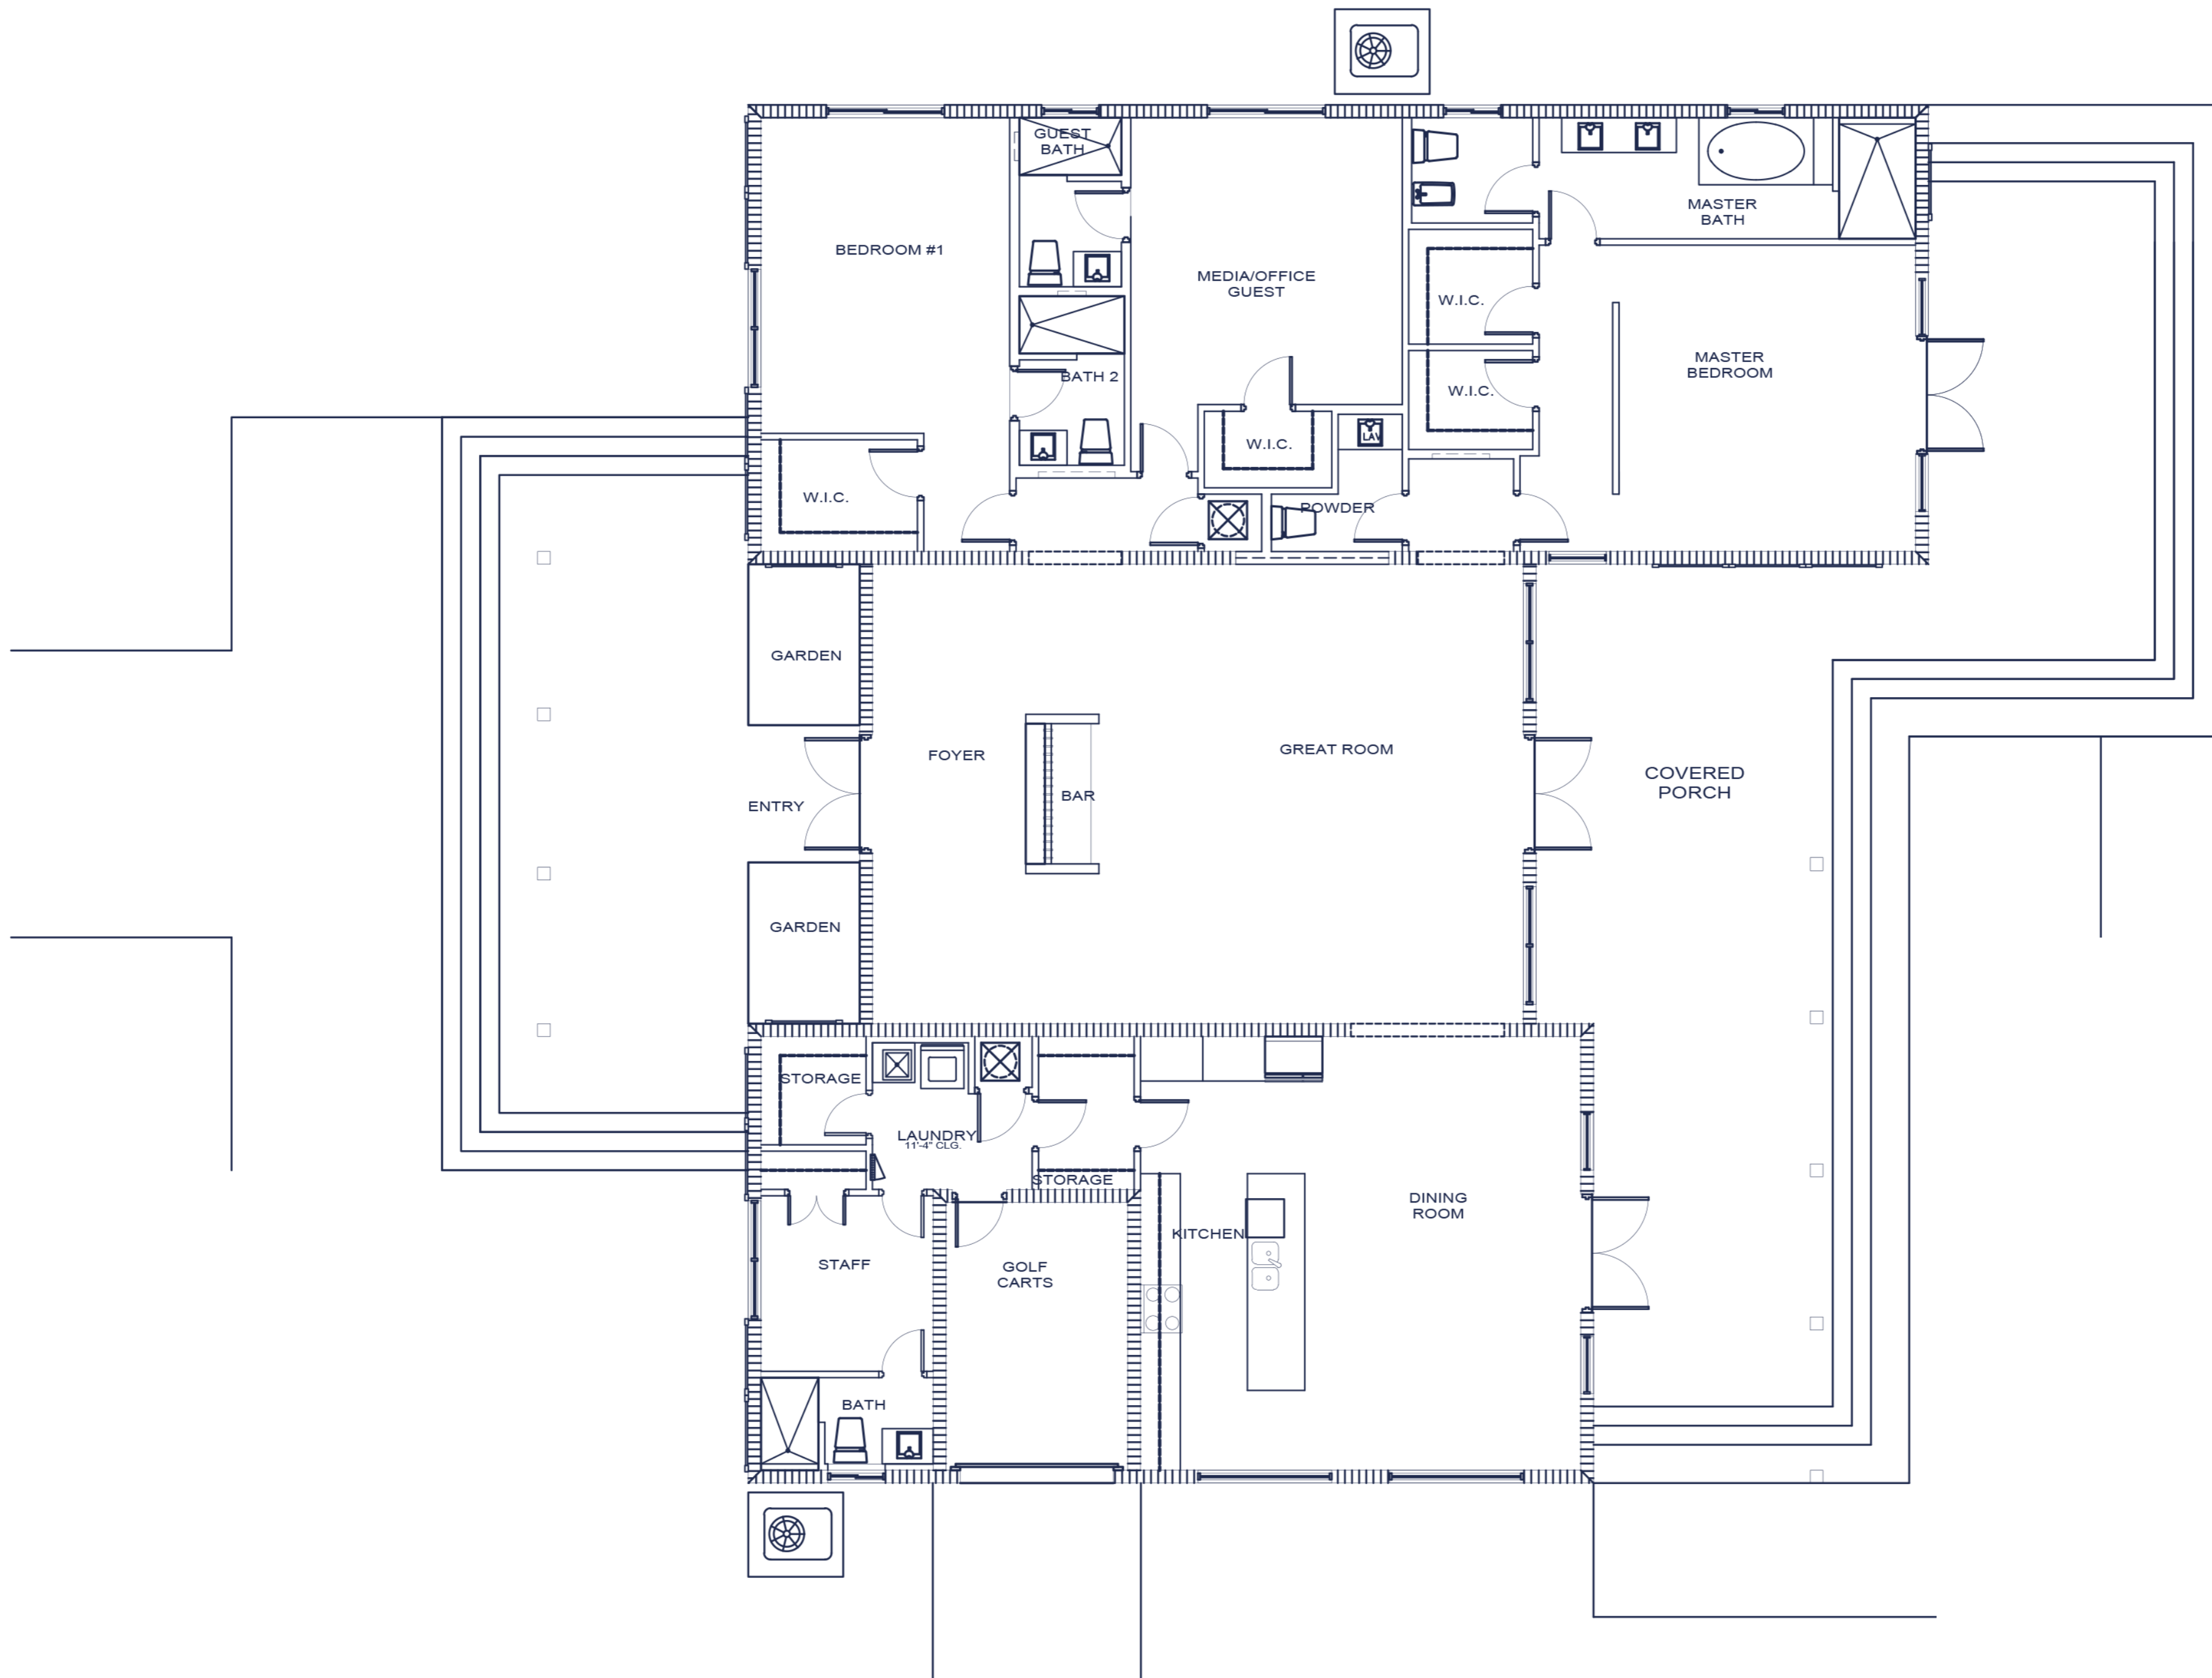 GUEST
BATH
BEDROOM #1
MEDIA/OFFICE
GUEST
MASTER
BATH
W.I.C.
MASTER
BEDROOM
BATH 2
W.I.C.
W.I.C.
LAV
W.I.C.
POWDER
GARDEN
FOYER
GREAT ROOM
COVERED
PORCH
BAR
ENTRY
GARDEN
STORAGE
LAUNDRY
11'-4" CLG.
STORAGE
DINING
ROOM
KITCHEN
STAFF
GOLF
CARTS
BATH